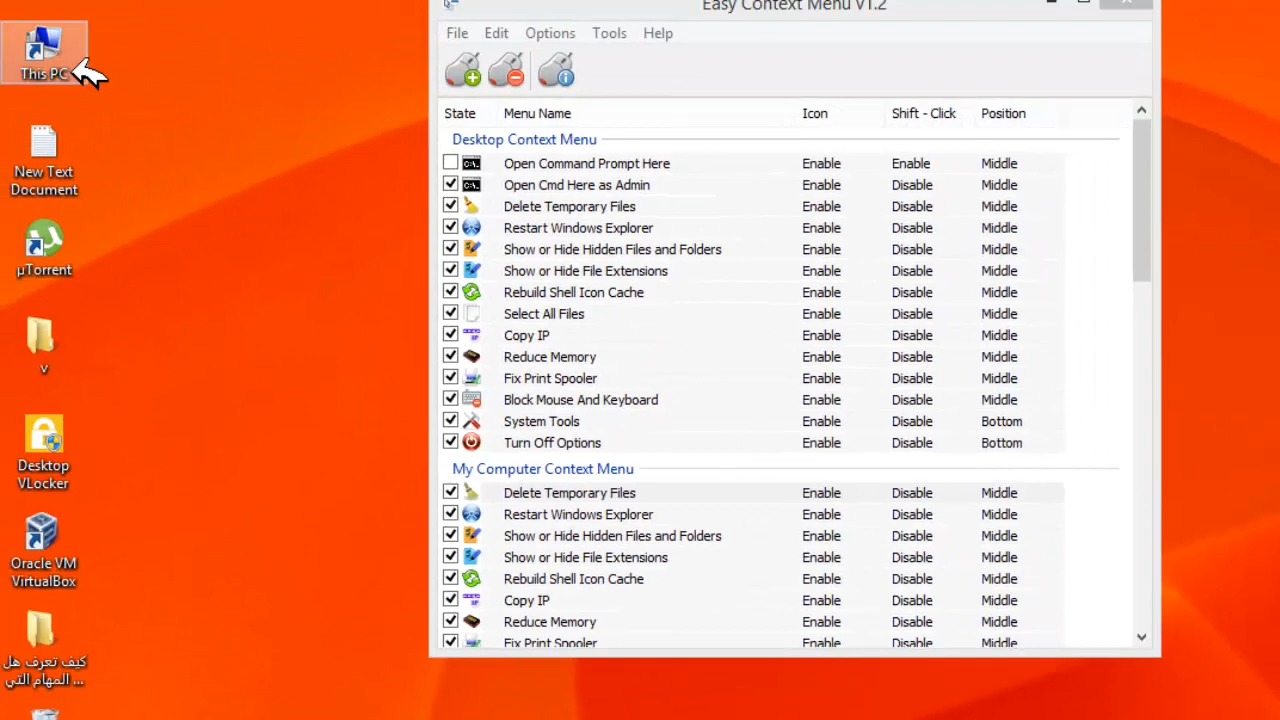 Easy Context Menu v1.2
File Edit Options Tools Help
State Menu Name Icon Shift - Click Position
Desktop Context Menu
Open Command Prompt Here Enable Enable Middle
Open Cmd Here as Admin Enable Disable Middle
Delete Temporary Files Enable Disable Middle
Restart Windows Explorer Enable Disable Middle
Show or Hide Hidden Files and Folders Enable Disable Middle
Show or Hide File Extensions Enable Disable Middle
Rebuild Shell Icon Cache Enable Disable Middle
Select All Files Enable Disable Middle
Copy IP Enable Disable Middle
Reduce Memory Enable Disable Middle
Fix Print Spooler Enable Disable Middle
Block Mouse And Keyboard Enable Disable Middle
System Tools Enable Disable Bottom
Turn Off Options Enable Disable Bottom
My Computer Context Menu
Delete Temporary Files Enable Disable Middle
Restart Windows Explorer Enable Disable Middle
Show or Hide Hidden Files and Folders Enable Disable Middle
Show or Hide File Extensions Enable Disable Middle
Rebuild Shell Icon Cache Enable Disable Middle
Copy IP Enable Disable Middle
Reduce Memory Enable Disable Middle
Fix Print Spooler Enable Disable Middle
This PC
New Text
Document
µTorrent
v
Desktop
VLocker
Oracle VM
VirtualBox
كيف تعرف هل
المهام التي ...